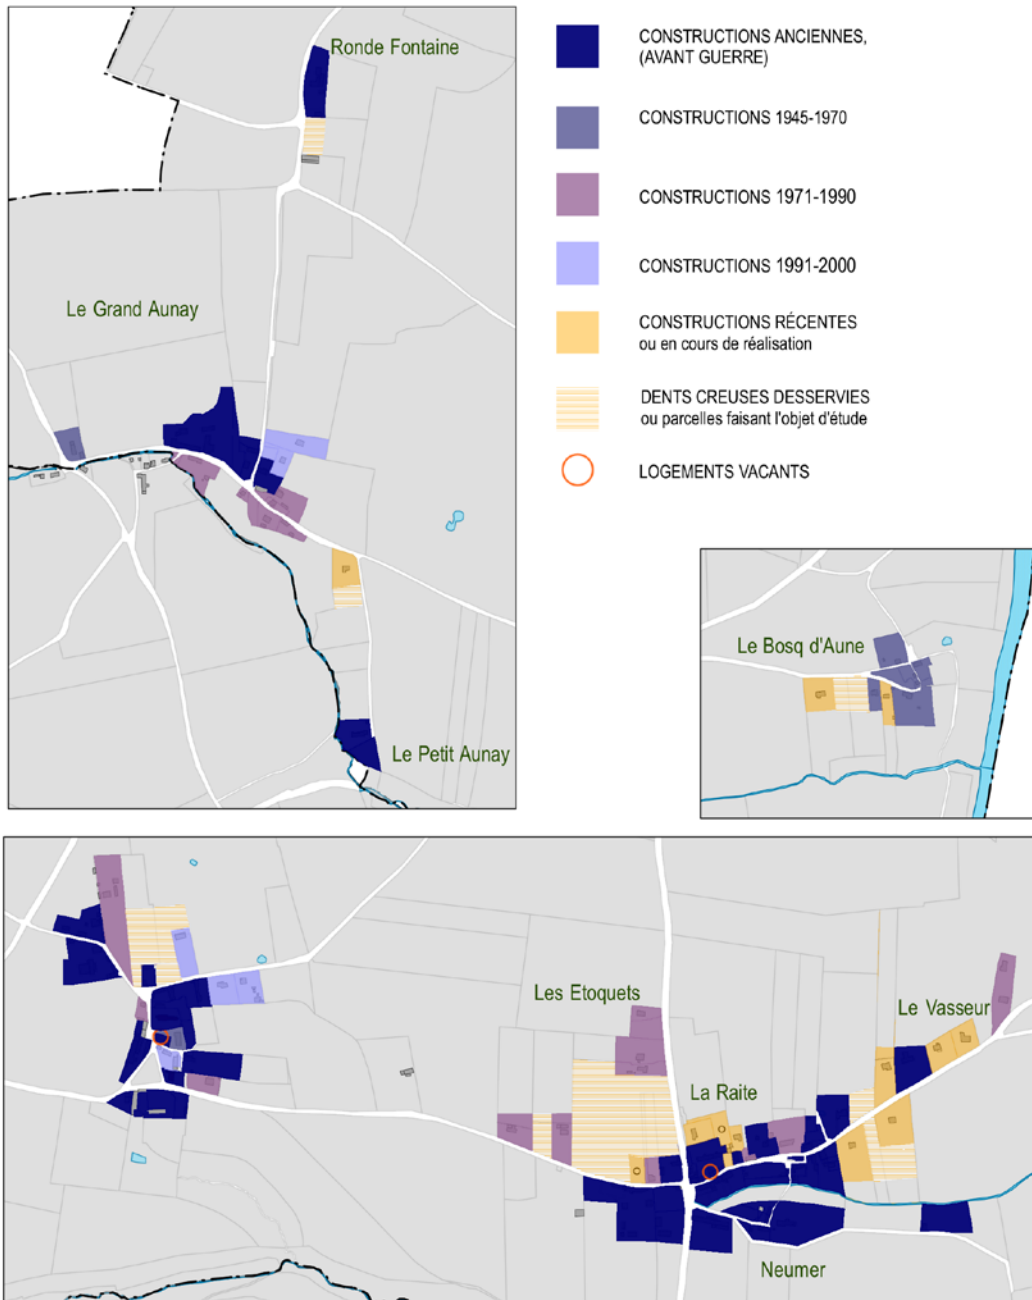 Ronde Fontaine
Le Grand Aunay
Le Petit Aunay
CONSTRUCTIONS ANCIENNES,
(AVANT GUERRE)
CONSTRUCTIONS 1945-1970
CONSTRUCTIONS 1971-1990
CONSTRUCTIONS 1991-2000
CONSTRUCTIONS RÉCENTES
ou en cours de réalisation
DENTS CREUSES DESSERVIES
ou parcelles faisant l'objet d'étude
LOGEMENTS VACANTS
Le Bosq d'Aune
Les Etoquets
Le Vasseur
La Raite
Neumer